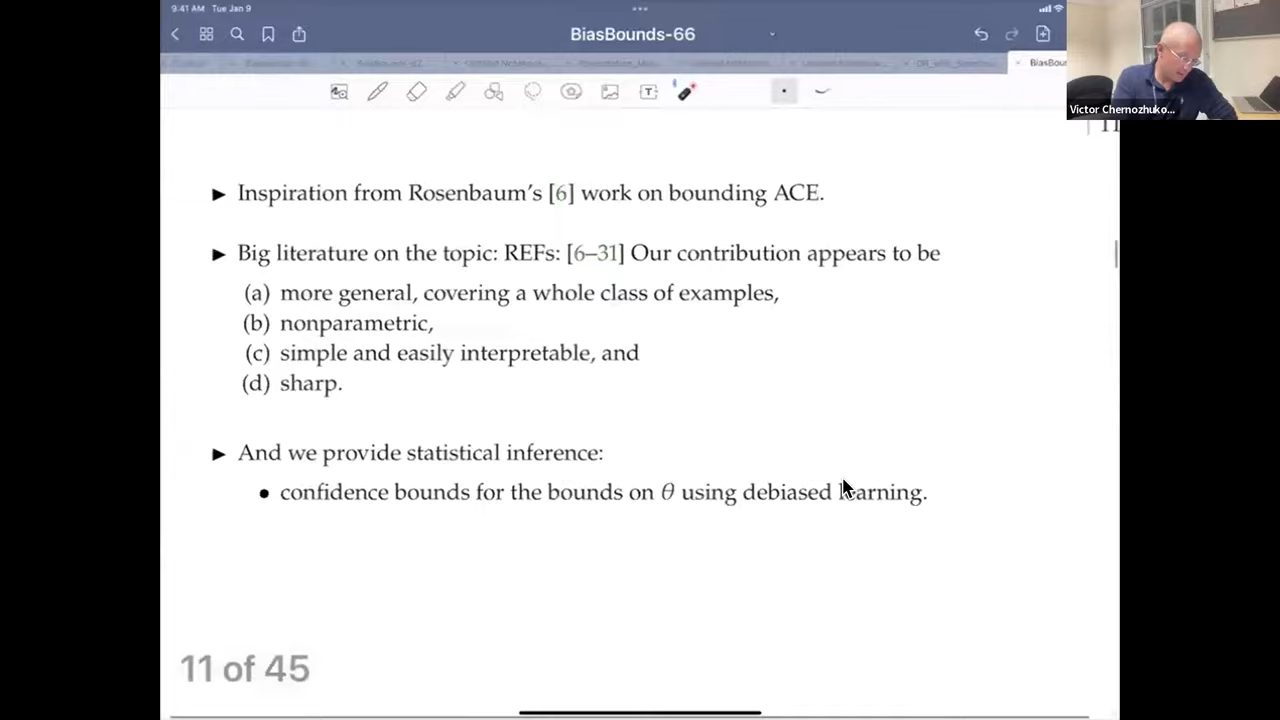 9:41 AM Tue Jan 9
BiasBounds-66
BiasBoun
Victor Chernozhuko...
► Inspiration from Rosenbaum's [6] work on bounding ACE.
► Big literature on the topic: REFs: [6–31] Our contribution appears to be
(a) more general, covering a whole class of examples,
(b) nonparametric,
(c) simple and easily interpretable, and
(d) sharp.
► And we provide statistical inference:
• confidence bounds for the bounds on θ using debiased learning.
11 of 45